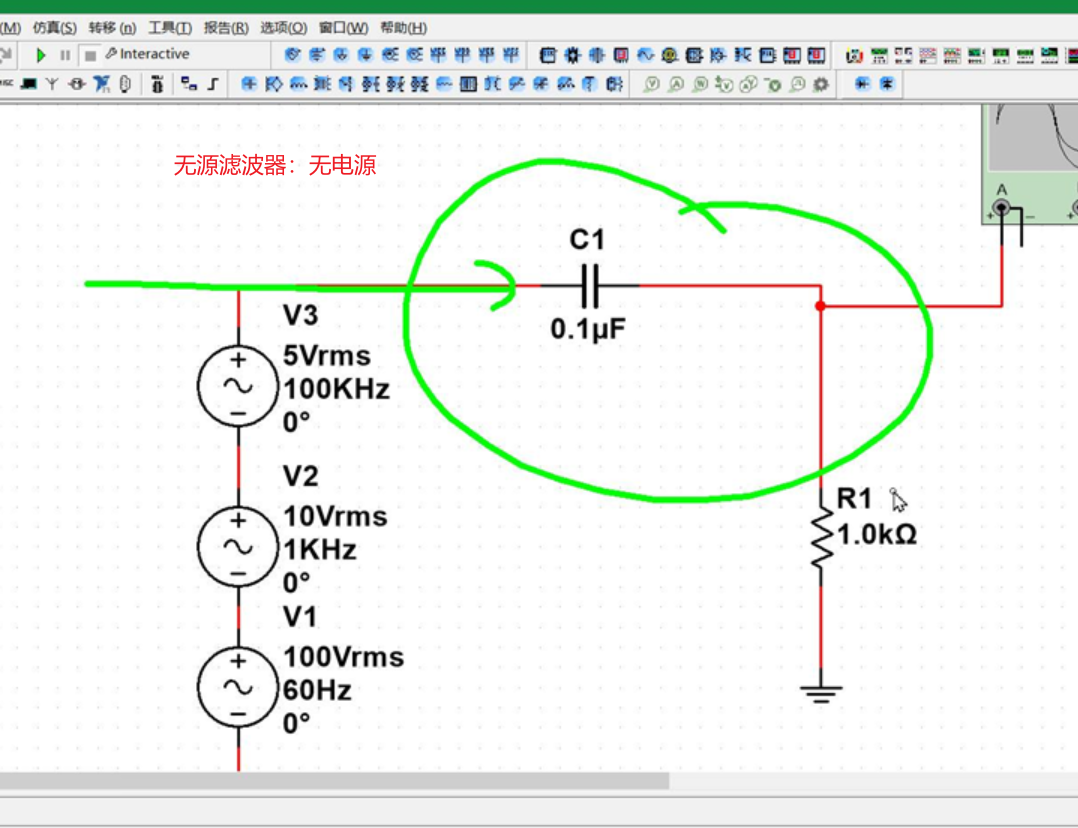 (M) 仿真(S) 转移(n) 工具(T) 报告(R) 选项(O) 窗口(W) 帮助(H)
Interactive
无源滤波器：无电源
A
C1
0.1µF
V3
5Vrms
100KHz
0°
V2
10Vrms
1KHz
0°
R1
1.0kΩ
V1
100Vrms
60Hz
0°